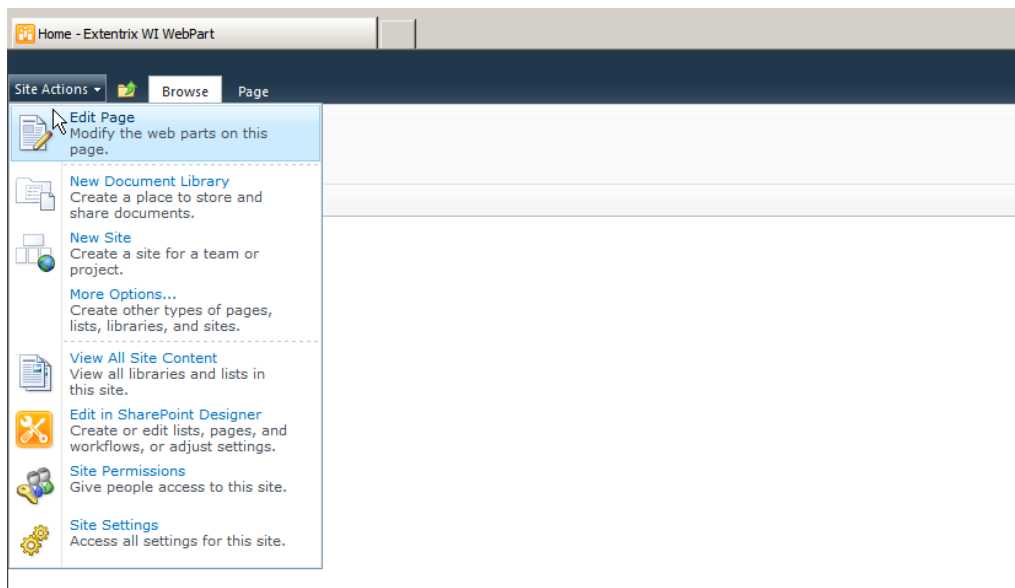 Home - Extentrix WI WebPart
Site Actions Browse Page
Edit Page
Modify the web parts on this
page.
New Document Library
Create a place to store and
share documents.
New Site
Create a site for a team or
project.
More Options...
Create other types of pages,
lists, libraries, and sites.
View All Site Content
View all libraries and lists in
this site.
Edit in SharePoint Designer
Create or edit lists, pages, and
workflows, or adjust settings.
Site Permissions
Give people access to this site.
Site Settings
Access all settings for this site.